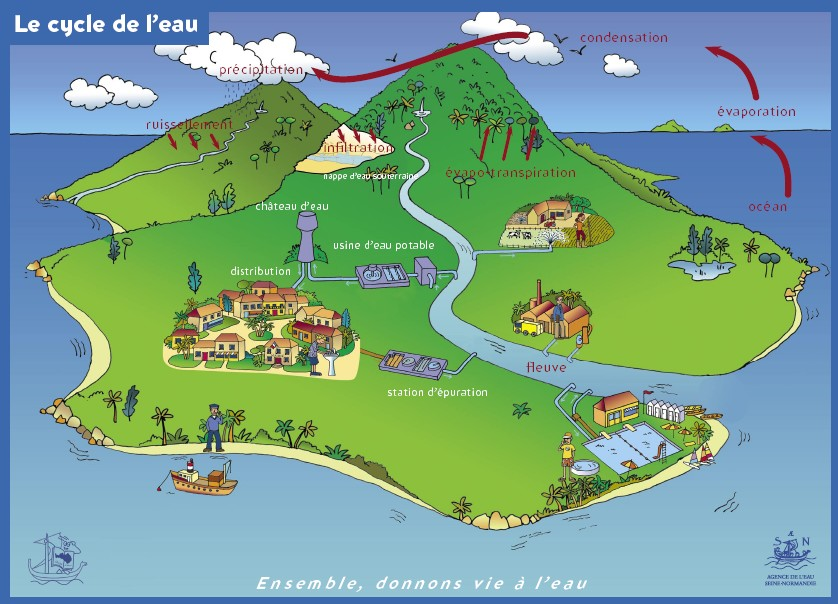 Le cycle de l'eau
condensation
précipitation
évaporation
ruissellement
infiltration
évapo-transpiration
nappe d'eau souterraine
océan
château d'eau
usine d'eau potable
distribution
fleuve
station d'épuration
S N
AGENCE DE L'EAU
SEINE-NORMANDIE
Ensemble, donnons vie à l'eau